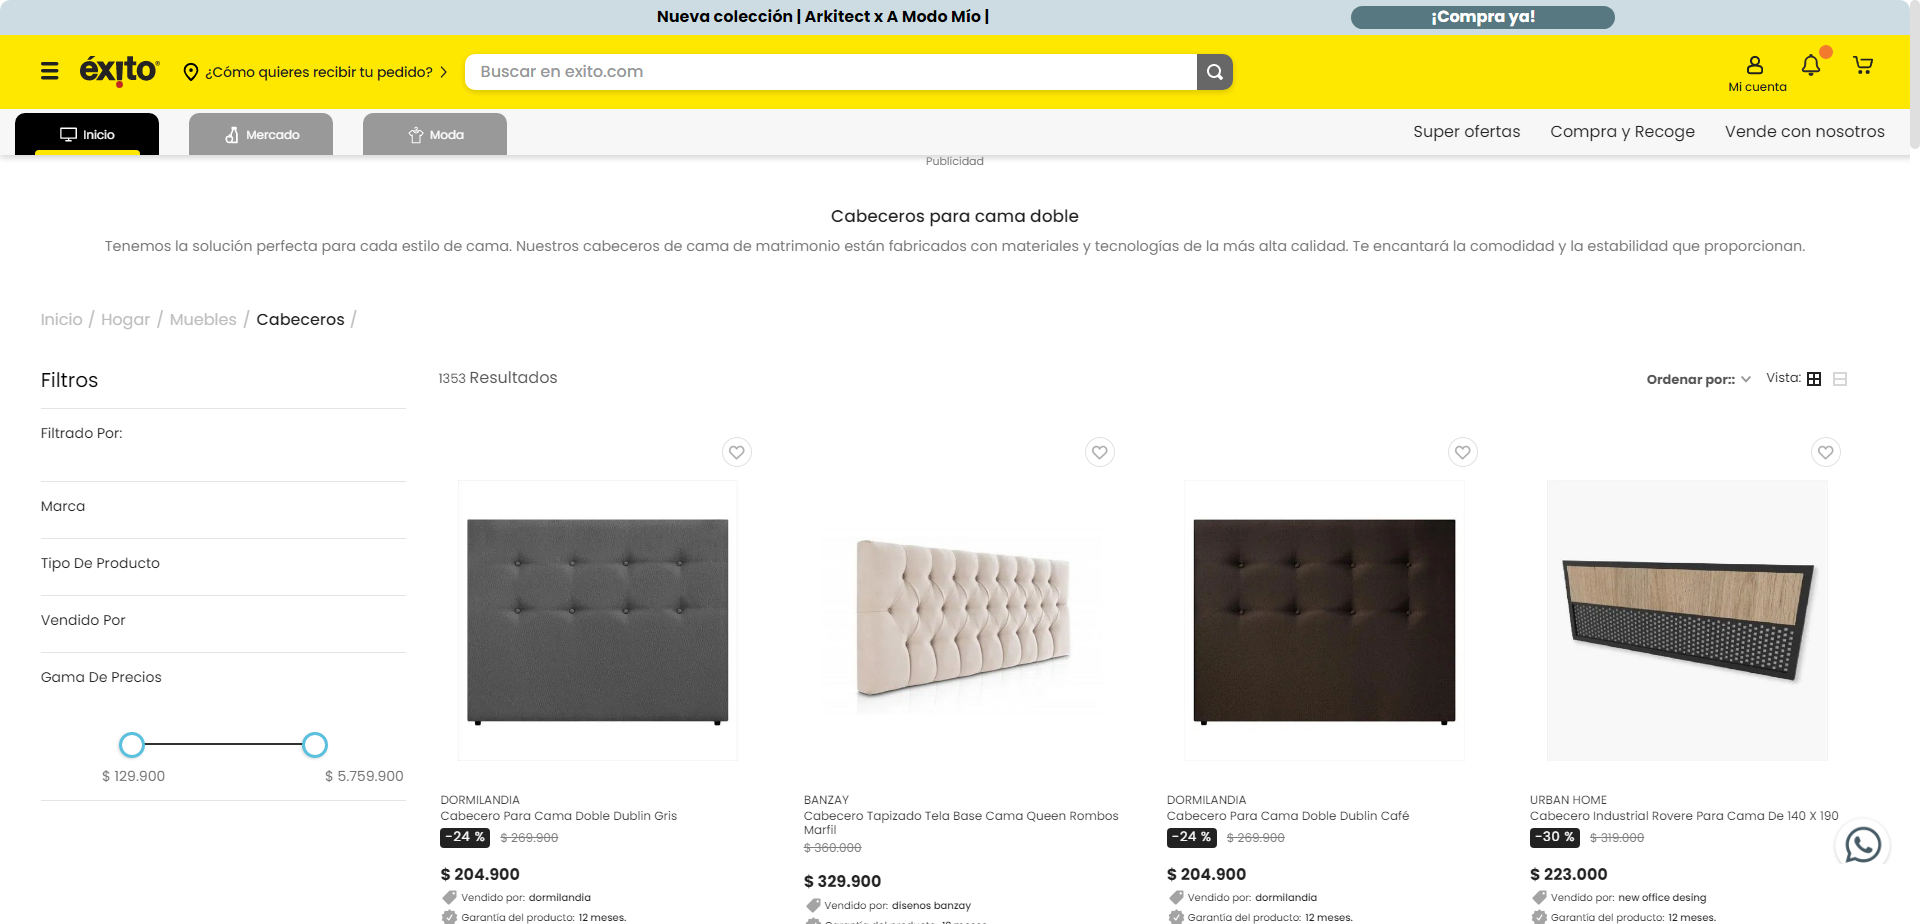 Nueva colección | Arkitect x A Modo Mío |
¡Compra ya!
éxito
¿Cómo quieres recibir tu pedido?
Buscar en exito.com
Mi cuenta
Inicio
Mercado
Moda
Super ofertas
Compra y Recoge
Vende con nosotros
Publicidad
Cabeceros para cama doble
Tenemos la solución perfecta para cada estilo de cama. Nuestros cabeceros de cama de matrimonio están fabricados con materiales y tecnologías de la más alta calidad. Te encantará la comodidad y la estabilidad que proporcionan.
Inicio / Hogar / Muebles / Cabeceros /
Filtros
Filtrado Por:
Marca
Tipo De Producto
Vendido Por
Gama De Precios
$ 129.900
$ 5.759.900
1353 Resultados
Ordenar por::
Vista:
DORMILANDIA
Cabecero Para Cama Doble Dublin Gris
-24 % $ 269.900
$ 204.900
Vendido por: dormilandia
Garantía del producto: 12 meses.
BANZAY
Cabecero Tapizado Tela Base Cama Queen Rombos
Marfil
$ 360.000
$ 329.900
Vendido por: disenos banzay
Garantía del producto: 12 meses.
DORMILANDIA
Cabecero Para Cama Doble Dublin Café
-24 % $ 269.900
$ 204.900
Vendido por: dormilandia
Garantía del producto: 12 meses.
URBAN HOME
Cabecero Industrial Rovere Para Cama De 140 X 190
-30 % $ 319.000
$ 223.000
Vendido por: new office desing
Garantía del producto: 12 meses.